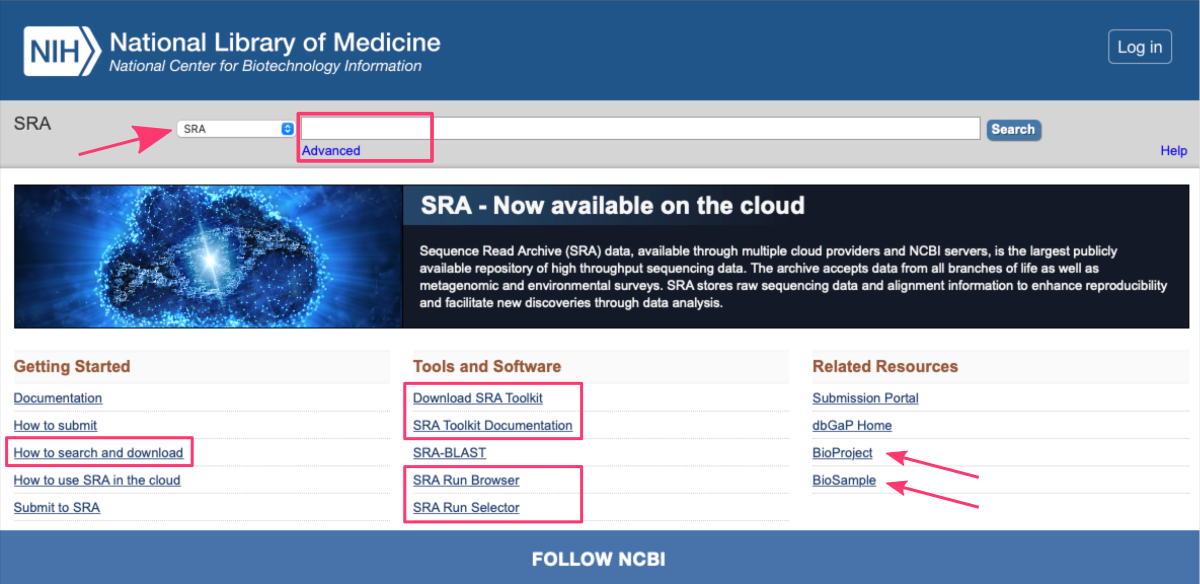 NIH National Library of Medicine
National Center for Biotechnology Information
Log in
SRA
SRA
Search
Advanced
Help
SRA - Now available on the cloud
Sequence Read Archive (SRA) data, available through multiple cloud providers and NCBI servers, is the largest publicly
available repository of high throughput sequencing data. The archive accepts data from all branches of life as well as
metagenomic and environmental surveys. SRA stores raw sequencing data and alignment information to enhance reproducibility
and facilitate new discoveries through data analysis.
Getting Started
Documentation
How to submit
How to search and download
How to use SRA in the cloud
Submit to SRA
Tools and Software
Download SRA Toolkit
SRA Toolkit Documentation
SRA-BLAST
SRA Run Browser
SRA Run Selector
Related Resources
Submission Portal
dbGaP Home
BioProject
BioSample
FOLLOW NCBI